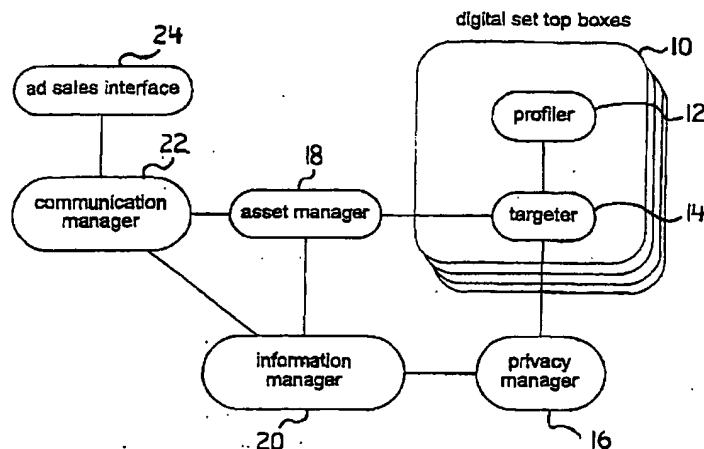 digital set top boxes
24
10
ad sales interface
profiler
12
22
18
communication
manager
asset manager
targeter
14
information
manager
privacy
manager
20
16